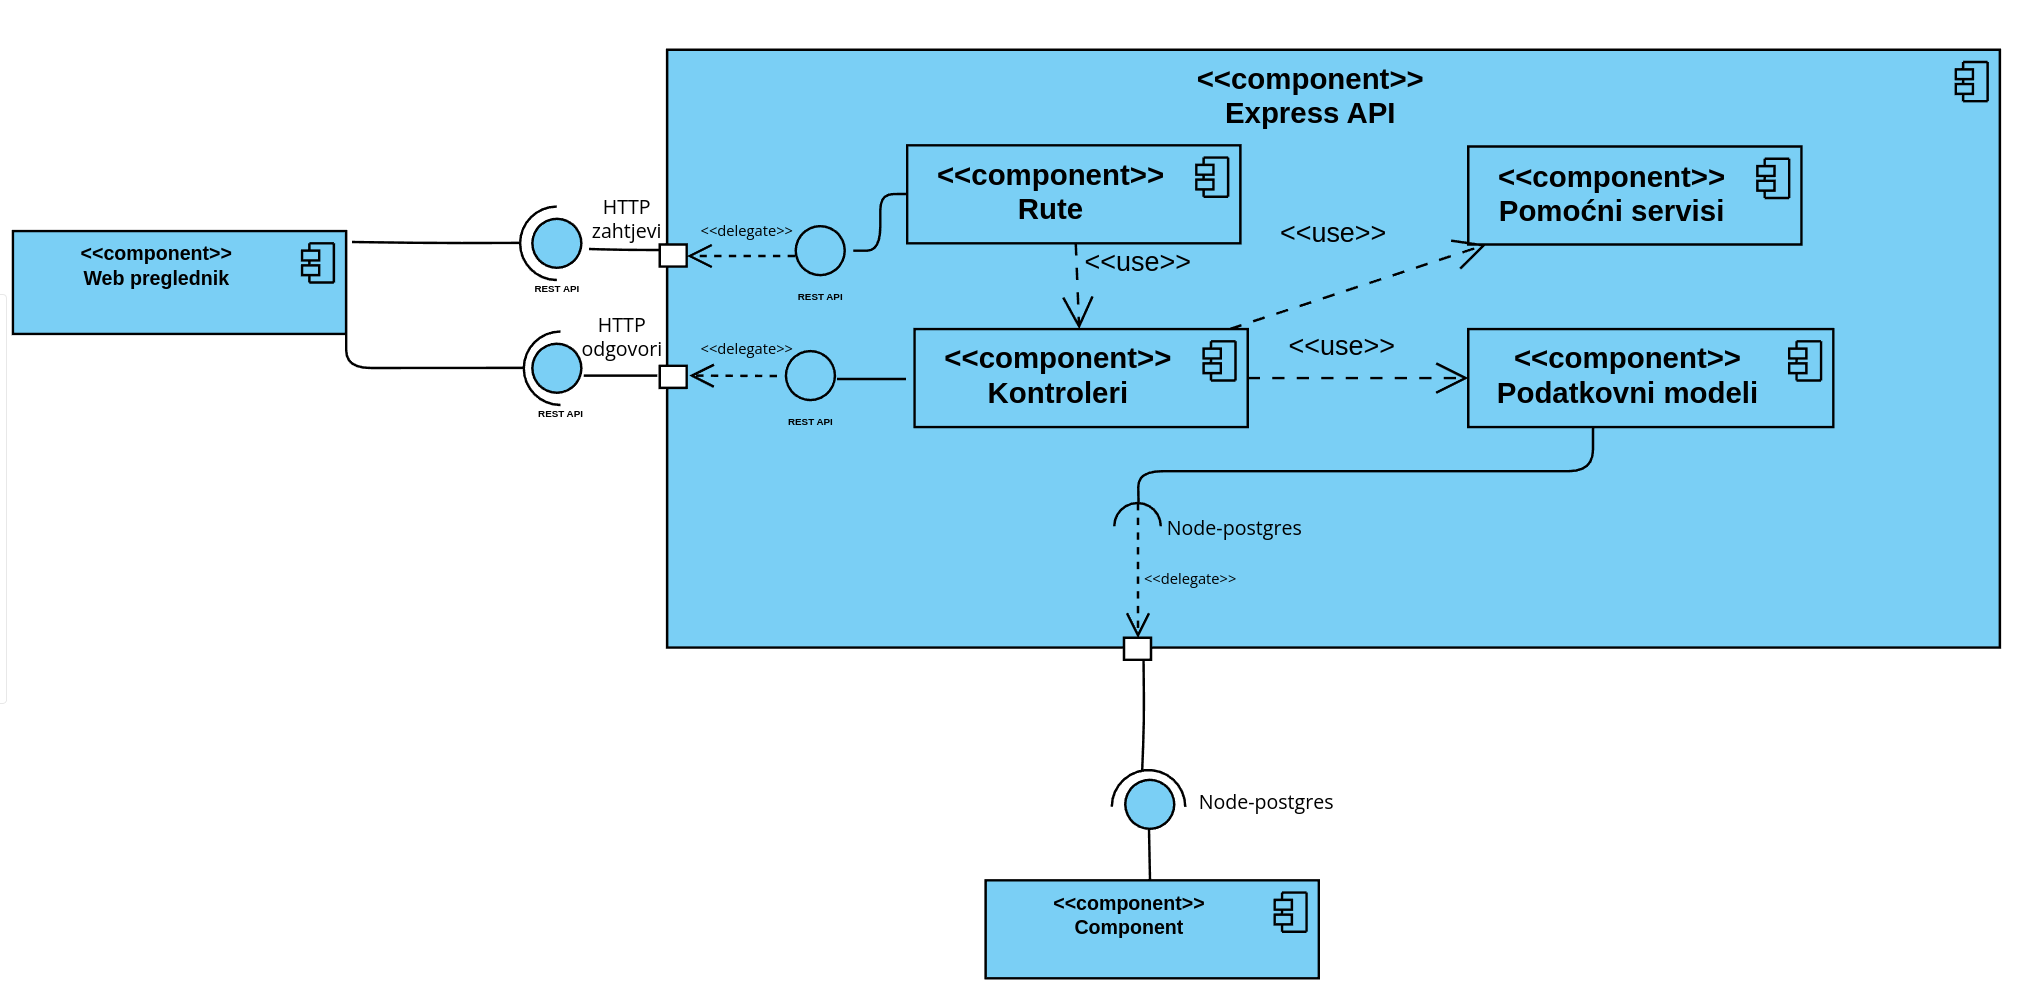 <<component>>
Express API
<<component>>
Rute
<<component>>
Pomoćni servisi
HTTP
zahtjevi
<<delegate>>
<<use>>
<<component>>
Web preglednik
<<use>>
REST API
REST API
HTTP
odgovori
<<delegate>>
<<use>>
<<component>>
Kontroleri
<<component>>
Podatkovni modeli
REST API
REST API
Node-postgres
<<delegate>>
Node-postgres
<<component>>
Component